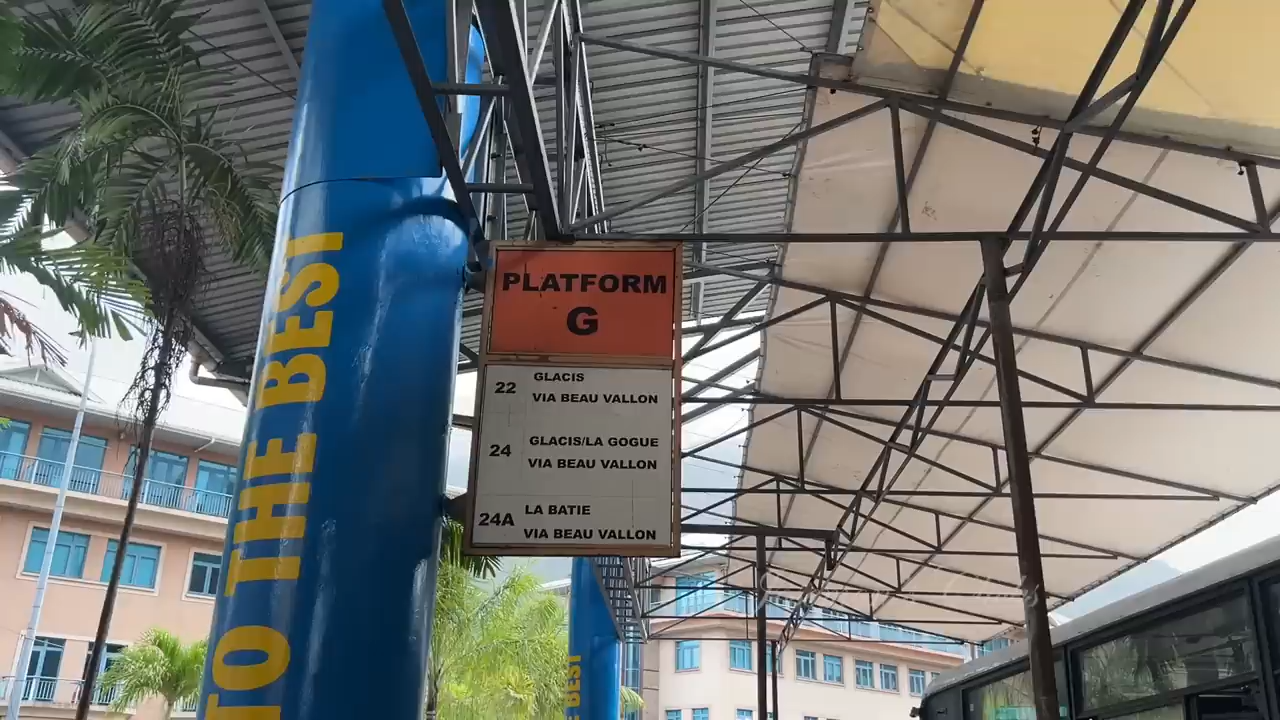 PLATFORM
G
22 GLACIS
VIA BEAU VALLON
24 GLACIS/LA GOGUE
VIA BEAU VALLON
24A LA BATIE
VIA BEAU VALLON
TO THE BEST
BEST